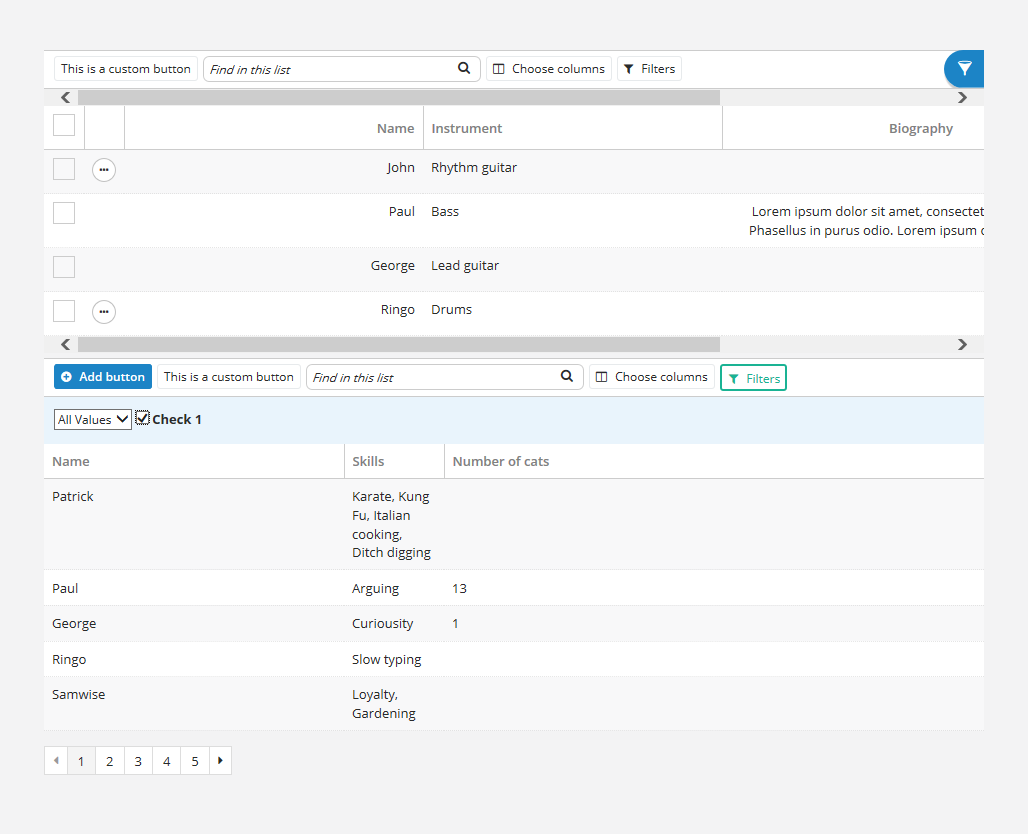 This is a custom button Find in this list Choose columns Filters
Name Instrument Biography
John Rhythm guitar
Paul Bass Lorem ipsum dolor sit amet, consectet
Phasellus in purus odio. Lorem ipsum
George Lead guitar
Ringo Drums
Add button This is a custom button Find in this list Choose columns Filters
All Values Check 1
Name Skills Number of cats
Patrick Karate, Kung
Fu, Italian
cooking,
Ditch digging
Paul Arguing 13
George Curiousity 1
Ringo Slow typing
Samwise Loyalty,
Gardening
1 2 3 4 5